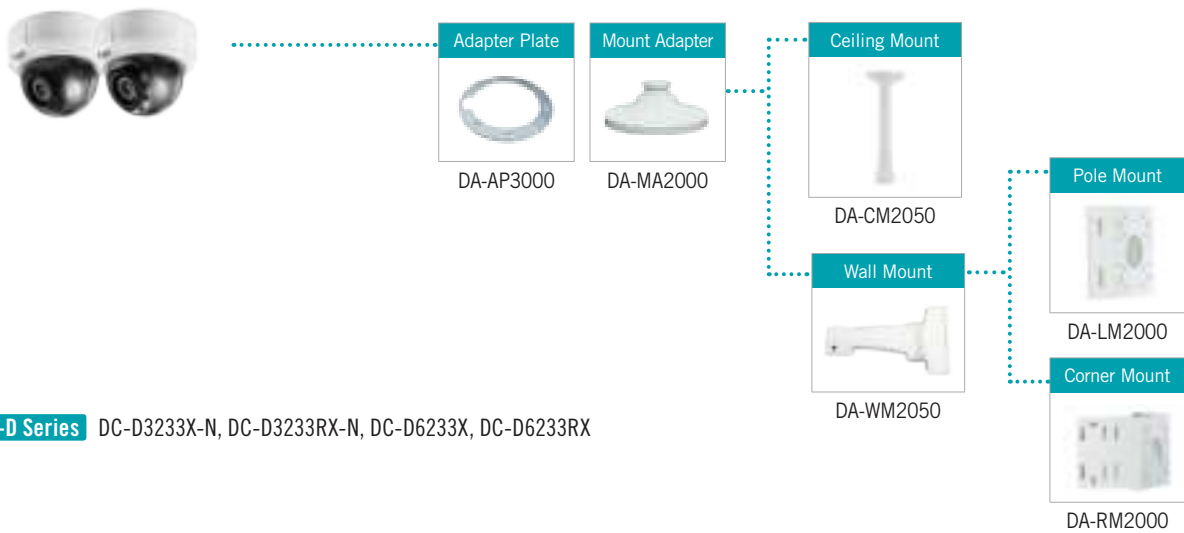 Adapter Plate
Mount Adapter
Ceiling Mount
DA-AP3000
DA-MA2000
Pole Mount
DA-CM2050
Wall Mount
DA-LM2000
Corner Mount
DA-WM2050
-D Series DC-D3233X-N, DC-D3233RX-N, DC-D6233X, DC-D6233RX
DA-RM2000